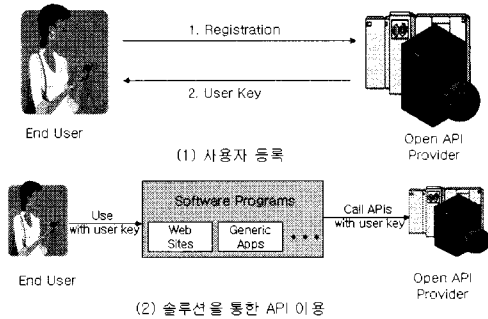 1. Registration
2. User Key
End User
Open API
Provider
(1) 사용자 등록
Software Programs
Use
with user key
Web
Sites
Generic
Apps
• • •
Call APIs
with user key
End User
Open API
Provider
(2) 솔루션을 통한 API 이용